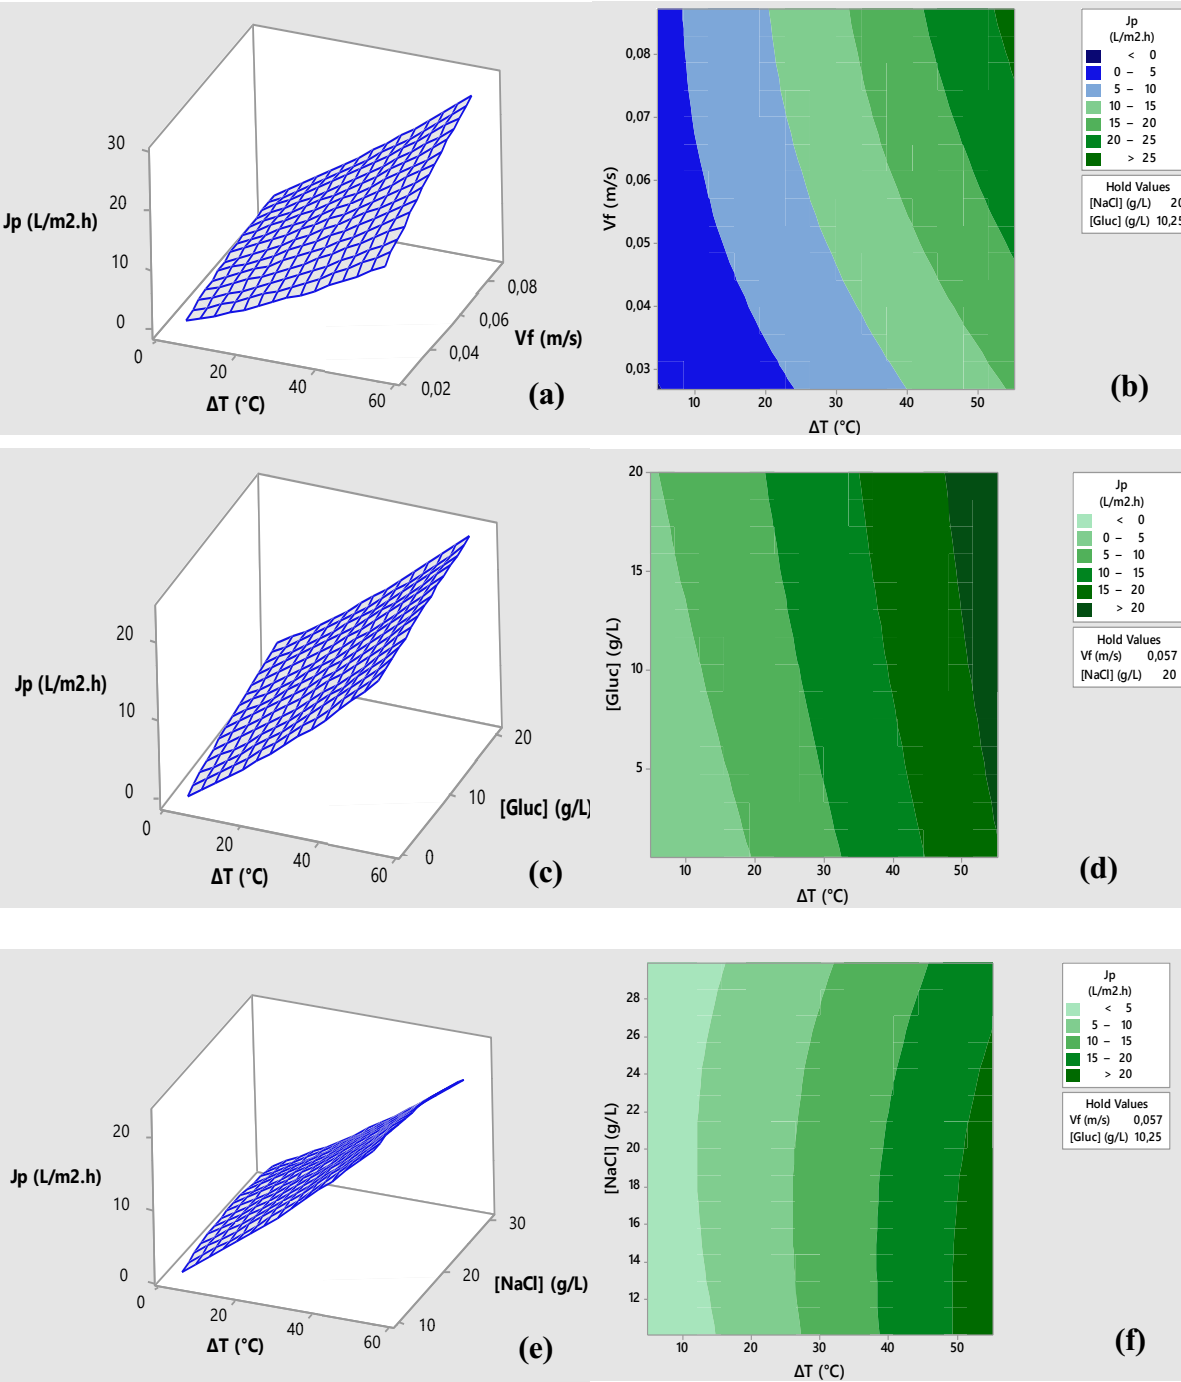 30
20
10
0
Jp (L/m2.h)
0
20
40
60
ΔT (°C)
0,02
0,04
0,06
0,08
Vf (m/s)
(a)
0,08
0,07
0,06
0,05
0,04
0,03
Vf (m/s)
10 20 30 40 50
ΔT (°C)
Jp
(L/m2.h)
< 0
0 – 5
5 – 10
10 – 15
15 – 20
20 – 25
> 25
Hold Values
[NaCl] (g/L) 20
[Gluc] (g/L) 10,25
(b)
20
10
0
Jp (L/m2.h)
0
20
40
60
ΔT (°C)
0
10
20
[Gluc] (g/L)
(c)
20
15
10
5
[Gluc] (g/L)
10 20 30 40 50
ΔT (°C)
Jp
(L/m2.h)
< 0
0 – 5
5 – 10
10 – 15
15 – 20
> 20
Hold Values
Vf (m/s) 0,057
[NaCl] (g/L) 20
(d)
20
10
0
Jp (L/m2.h)
0
20
40
60
ΔT (°C)
10
20
30
[NaCl] (g/L)
(e)
28
26
24
22
20
18
16
14
12
[NaCl] (g/L)
10 20 30 40 50
ΔT (°C)
Jp
(L/m2.h)
< 5
5 – 10
10 – 15
15 – 20
> 20
Hold Values
Vf (m/s) 0,057
[Gluc] (g/L) 10,25
(f)